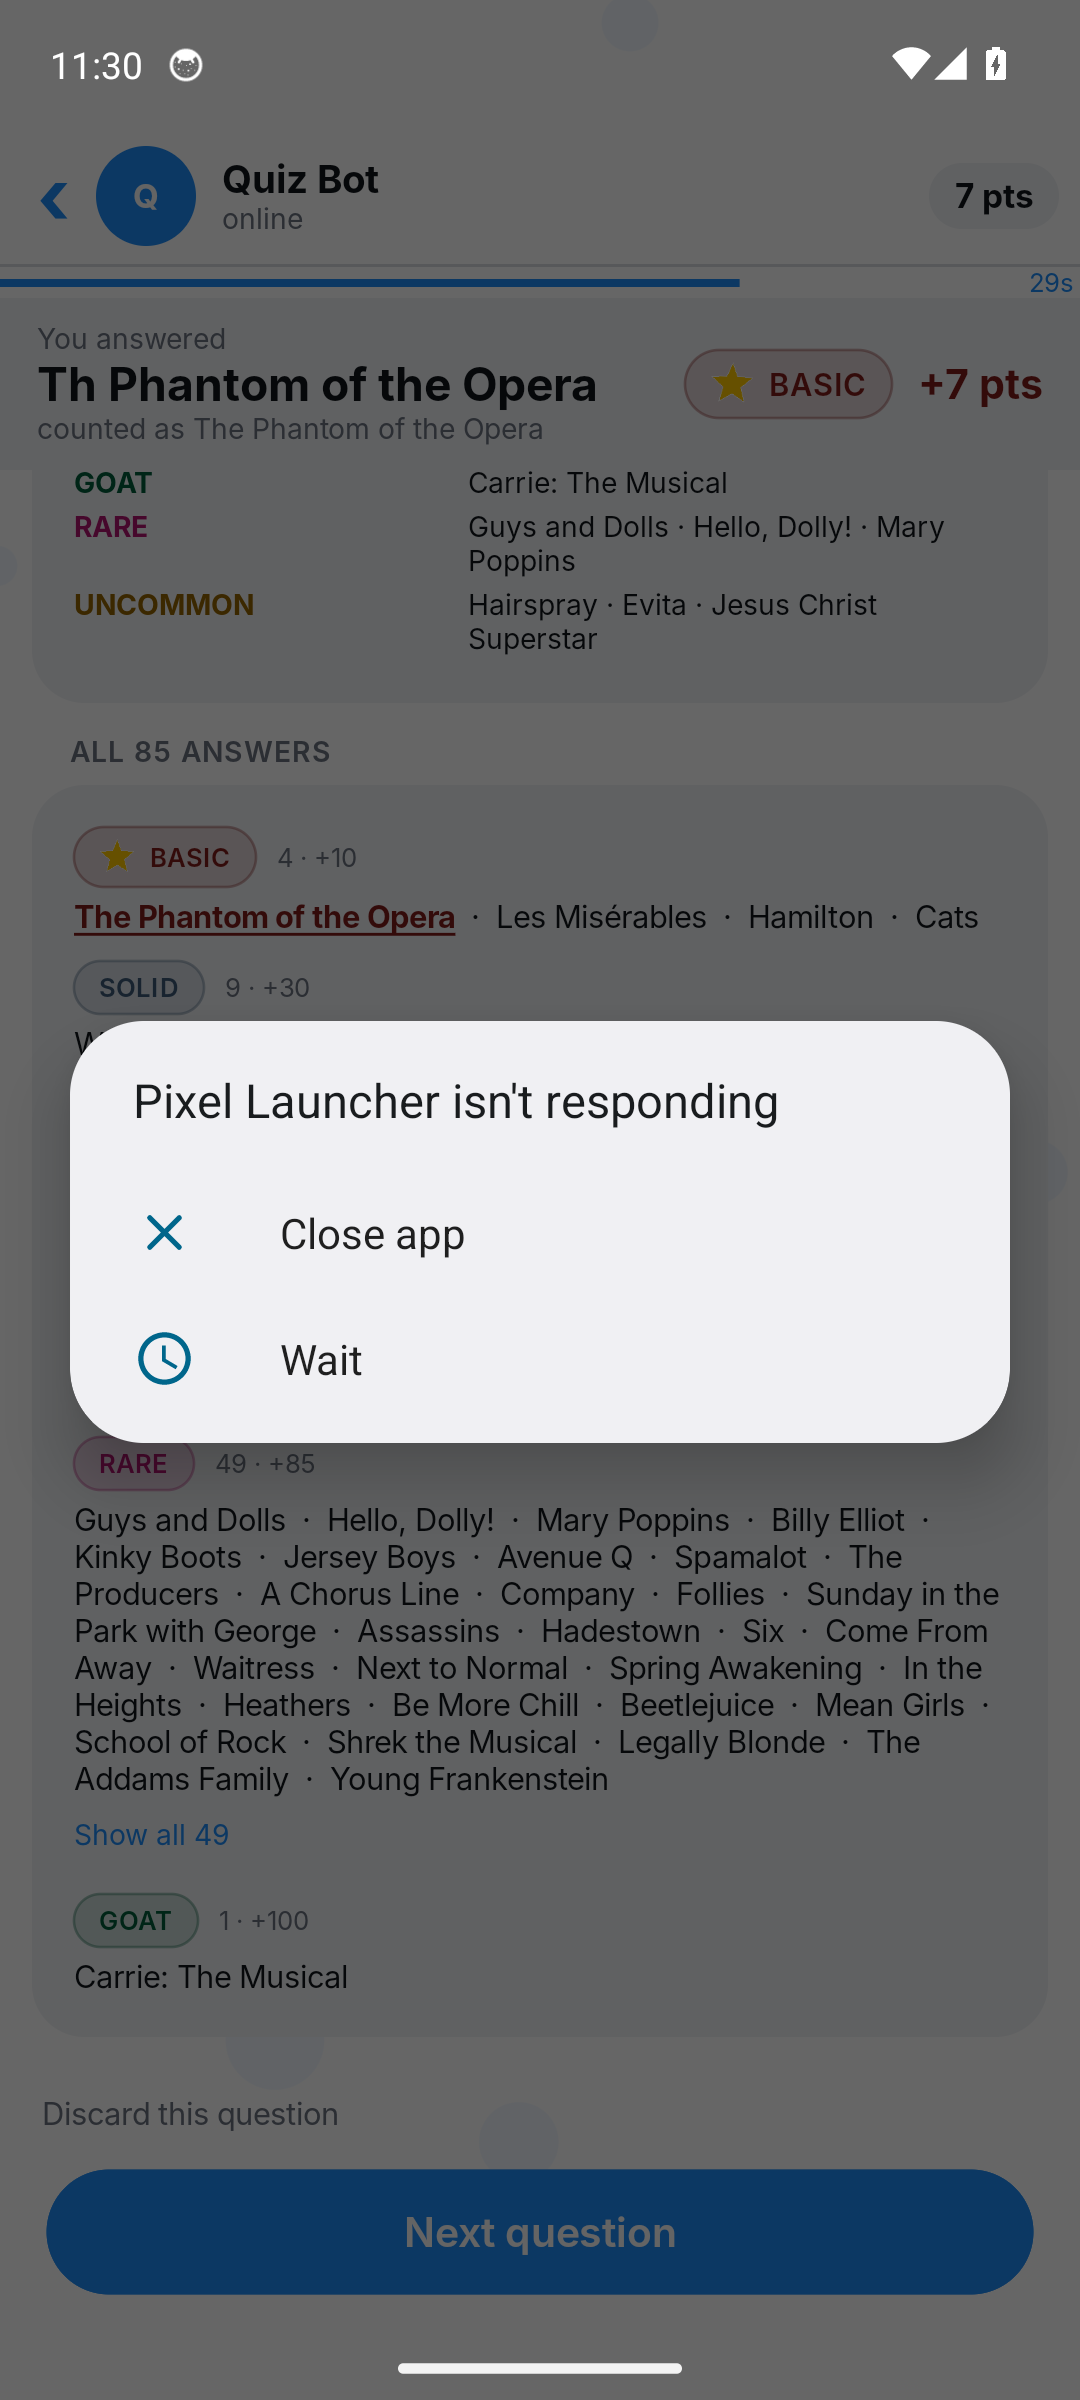 11:30
Q
Quiz Bot
online
7 pts
29s
You answered
Th Phantom of the Opera
counted as The Phantom of the Opera
BASIC
+7 pts
GOAT
Carrie: The Musical
RARE
Guys and Dolls · Hello, Dolly! · Mary
Poppins
UNCOMMON
Hairspray · Evita · Jesus Christ
Superstar
ALL 85 ANSWERS
BASIC
4 · +10
The Phantom of the Opera · Les Misérables · Hamilton · Cats
SOLID
9 · +30
Pixel Launcher isn't responding
Close app
Wait
RARE
49 · +85
Guys and Dolls · Hello, Dolly! · Mary Poppins · Billy Elliot ·
Kinky Boots · Jersey Boys · Avenue Q · Spamalot · The
Producers · A Chorus Line · Company · Follies · Sunday in the
Park with George · Assassins · Hadestown · Six · Come From
Away · Waitress · Next to Normal · Spring Awakening · In the
Heights · Heathers · Be More Chill · Beetlejuice · Mean Girls ·
School of Rock · Shrek the Musical · Legally Blonde · The
Addams Family · Young Frankenstein
Show all 49
GOAT
1 · +100
Carrie: The Musical
Discard this question
Next question